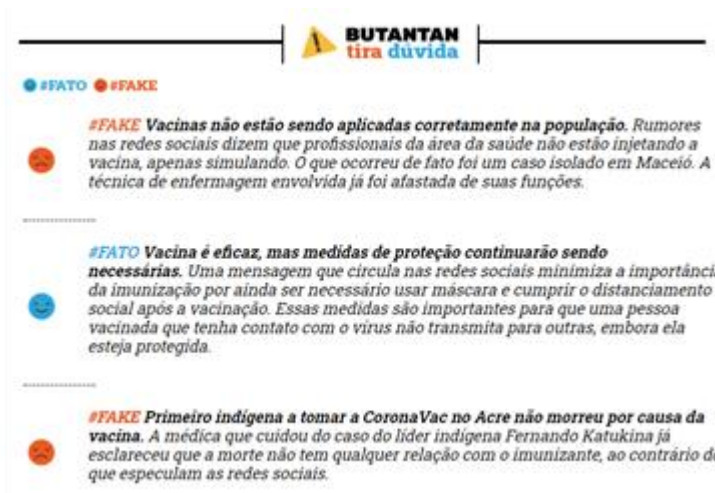 BUTANTAN
tira dúvida
#FATO #FAKE
#FAKE Vacinas não estão sendo aplicadas corretamente na população. Rumores
nas redes sociais dizem que profissionais da área da saúde não estão injetando a
vacina, apenas simulando. O que ocorreu de fato foi um caso isolado em Maceió. A
técnica de enfermagem envolvida já foi afastada de suas funções.
#FATO Vacina é eficaz, mas medidas de proteção continuarão sendo
necessárias. Uma mensagem que circula nas redes sociais minimiza a importânci
da imunização por ainda ser necessário usar máscara e cumprir o distanciamento
social após a vacinação. Essas medidas são importantes para que uma pessoa
vacinada que tenha contato com o vírus não transmita para outras, embora ela
esteja protegida.
#FAKE Primeiro indígena a tomar a CoronaVac no Acre não morreu por causa da
vacina. A médica que cuidou do caso do líder indígena Fernando Katukina já
esclareceu que a morte não tem qualquer relação com o imunizante, ao contrário d
que especulam as redes sociais.